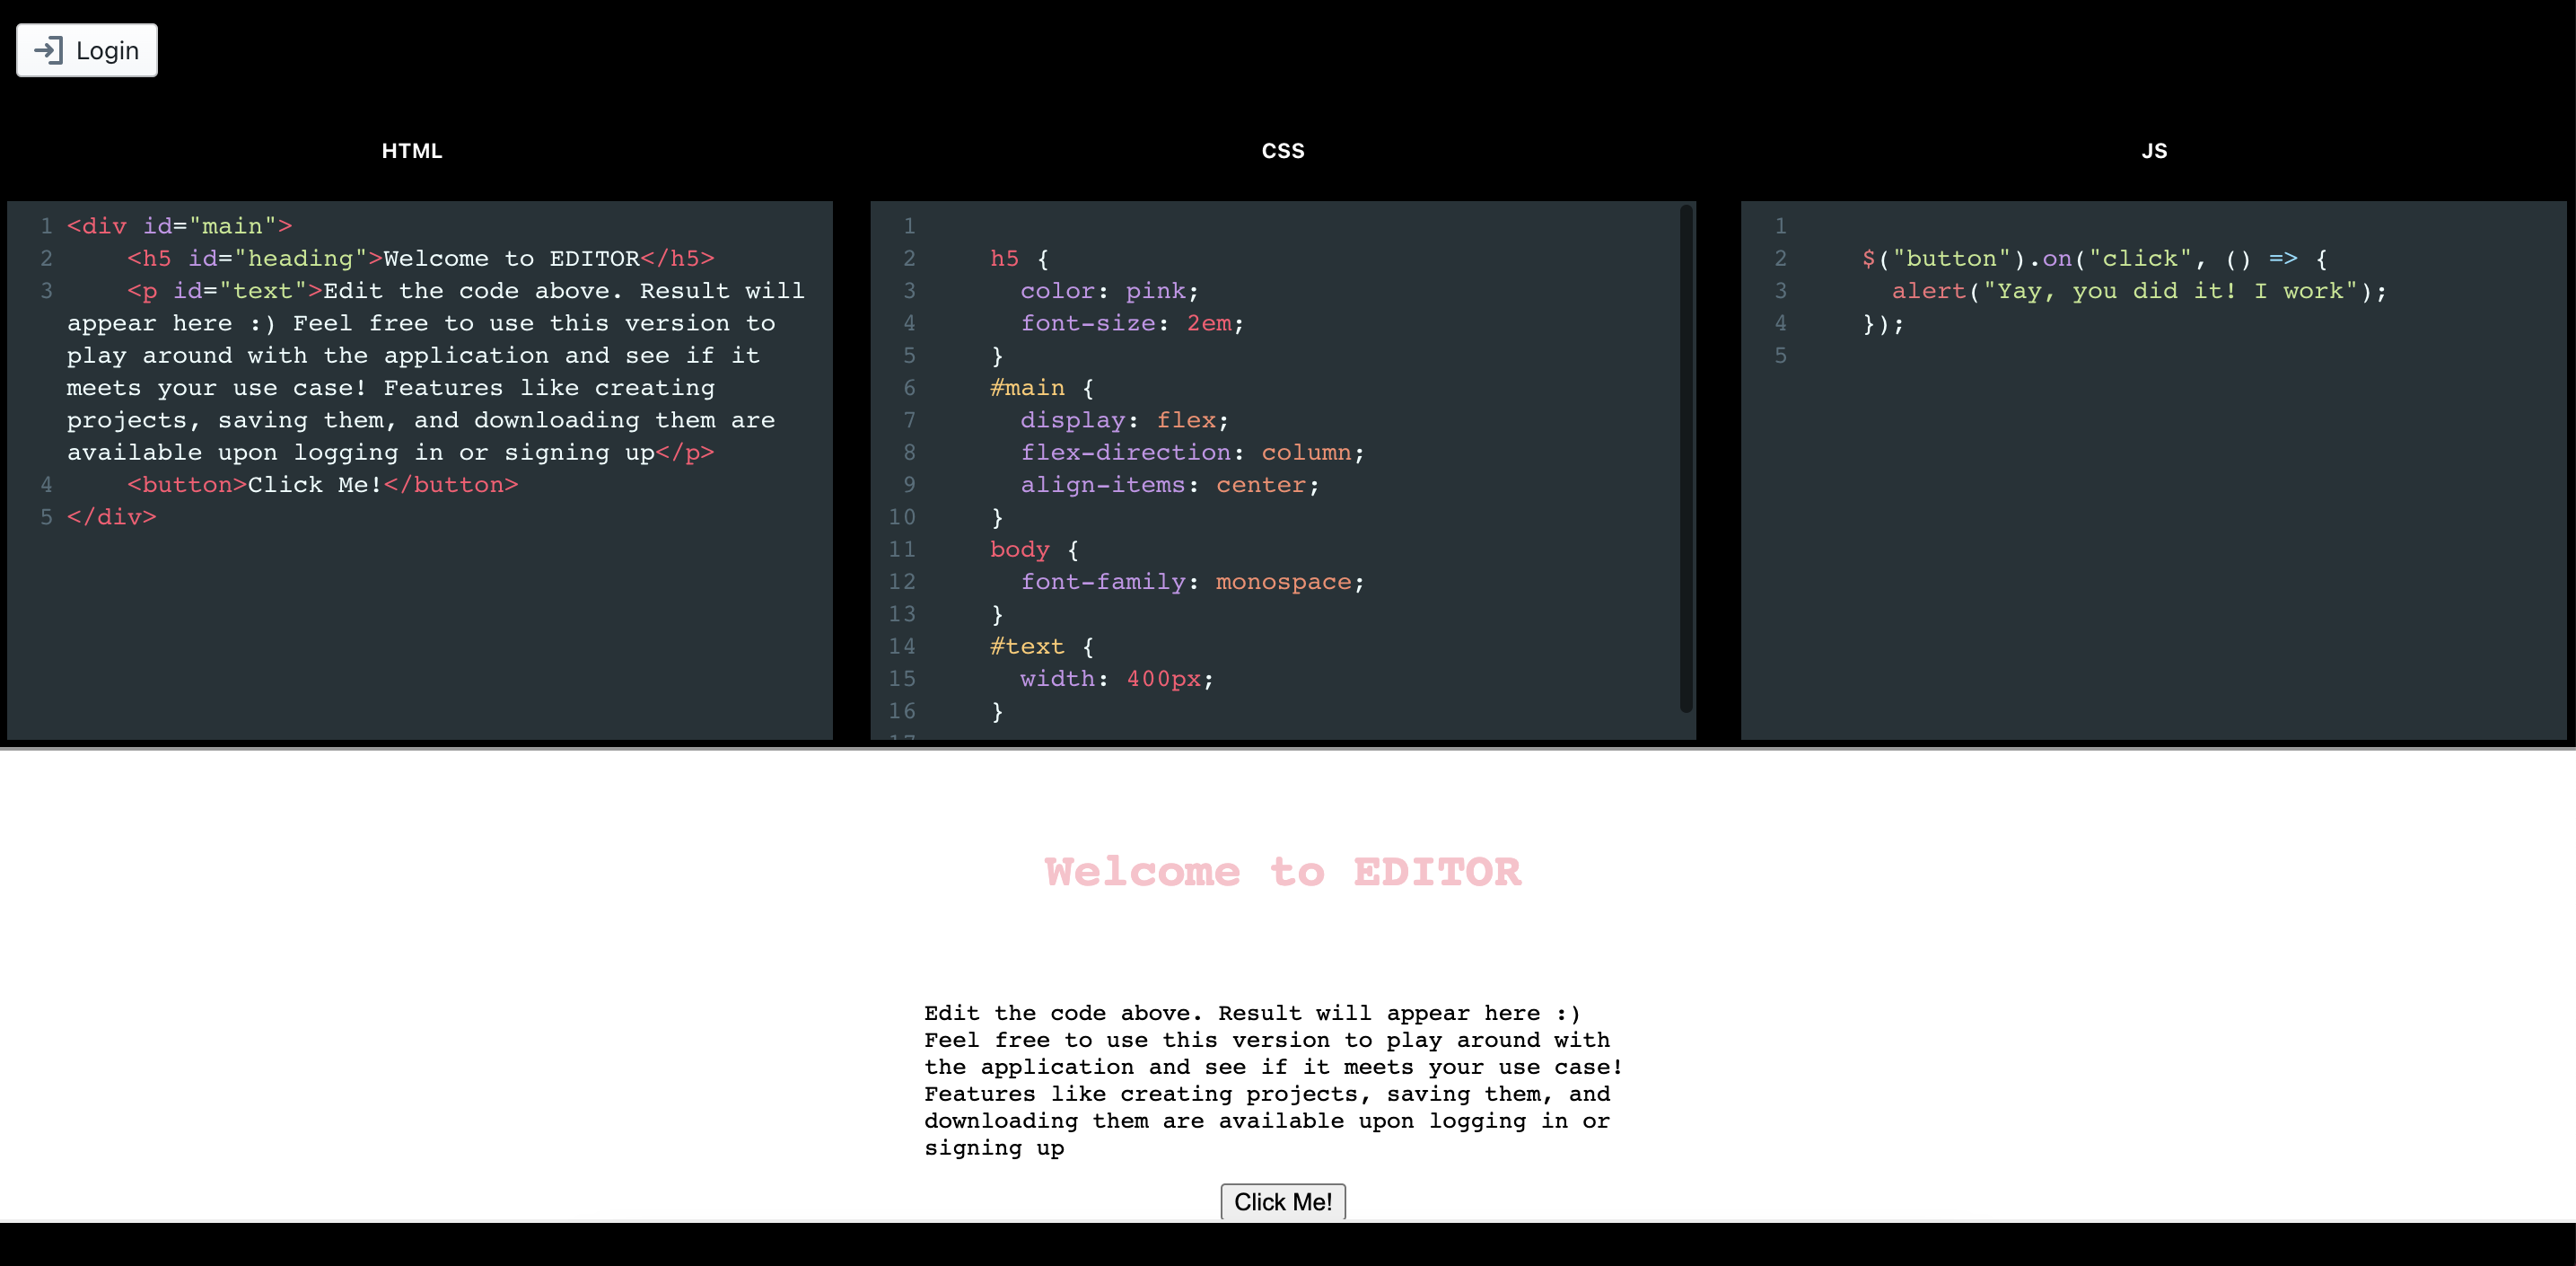 Login
HTML
1 <div id="main">
2     <h5 id="heading">Welcome to EDITOR</h5>
3     <p id="text">Edit the code above. Result will
appear here :) Feel free to use this version to
play around with the application and see if it
meets your use case! Features like creating
projects, saving them, and downloading them are
available upon logging in or signing up</p>
4     <button>Click Me!</button>
5 </div>
CSS
1
2     h5 {
3       color: pink;
4       font-size: 2em;
5     }
6     #main {
7       display: flex;
8       flex-direction: column;
9       align-items: center;
10     }
11     body {
12       font-family: monospace;
13     }
14     #text {
15       width: 400px;
16     }
JS
1
2     $("button").on("click", () => {
3       alert("Yay, you did it! I work");
4     });
5
Welcome to EDITOR
Edit the code above. Result will appear here :)
Feel free to use this version to play around with
the application and see if it meets your use case!
Features like creating projects, saving them, and
downloading them are available upon logging in or
signing up
Click Me!